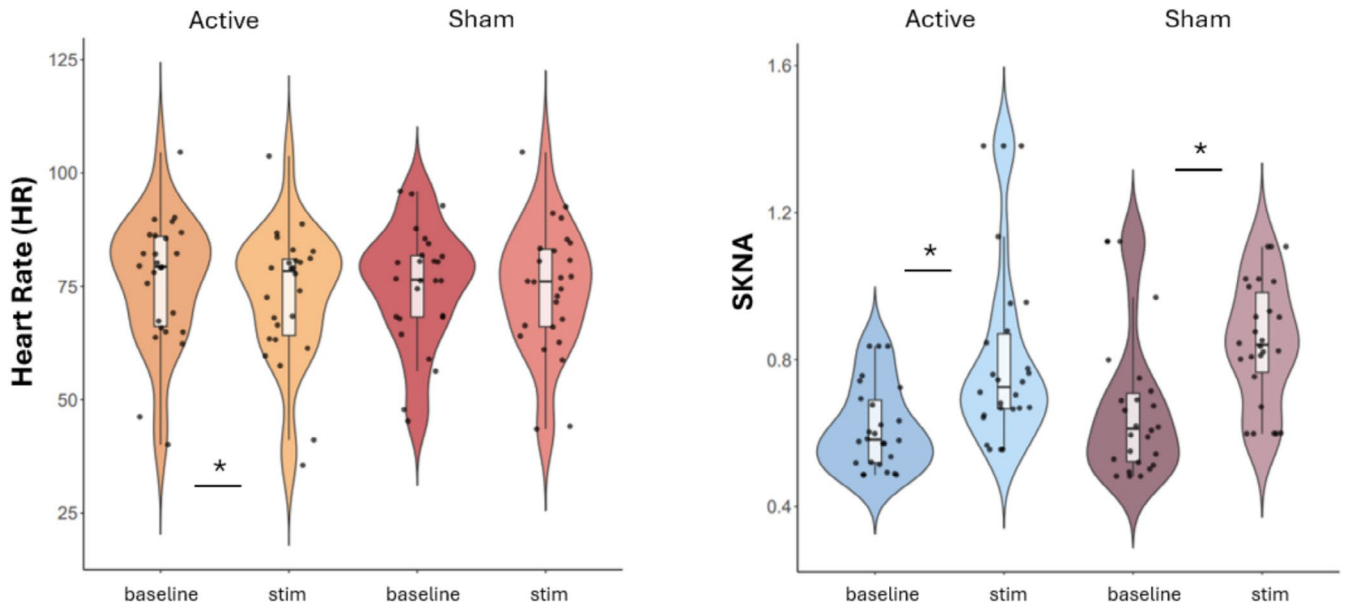 Active Sham
125
100
75
50
25
Heart Rate (HR)
*
baseline stim baseline stim
Active Sham
1.6
1.2
0.8
0.4
SKNA
*
*
baseline stim baseline stim